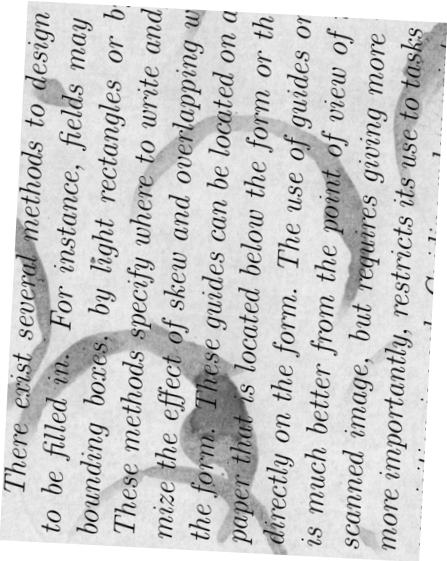 There exist several methods to design
to be filled in. For instance, fields may
bounding boxes, by light rectangles or
These methods specify where to write and
mize the effect of skew and overlapping
the form. These guides can be located on a
paper that is located below the form or
directly on the form. The use of guides or
is much better from the point of view of
scanned image, but requires giving more
more importantly, restricts its use to tasks